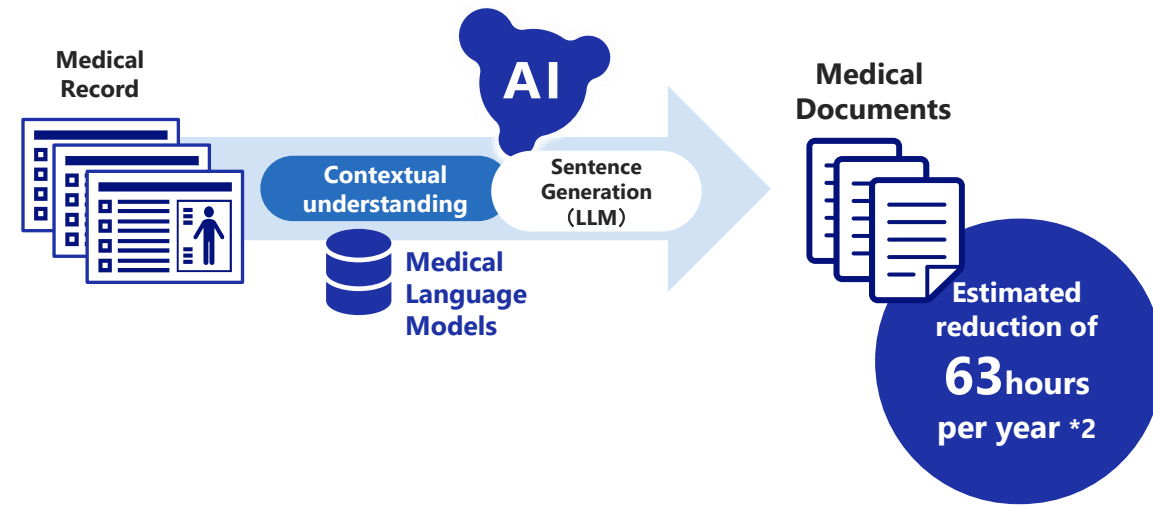 Medical
Record
AI
Contextual
understanding
Sentence
Generation
（LLM）
Medical
Language
Models
Medical
Documents
Estimated
reduction of
63hours
per year *2